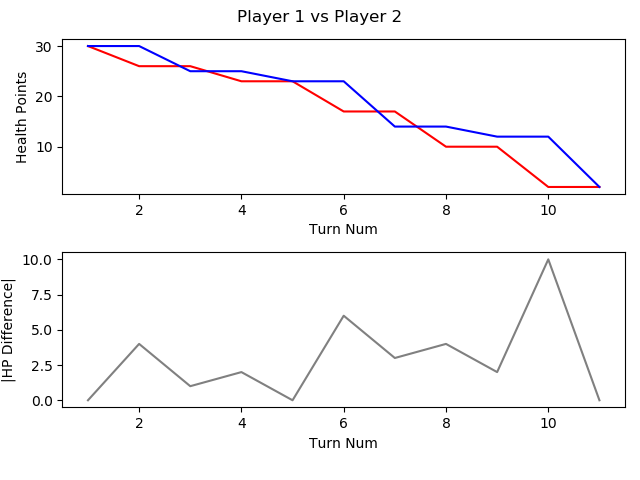 Player 1 vs Player 2
30
20
10
Health Points
2 4 6 8 10
Turn Num
10.0
7.5
5.0
2.5
0.0
|HP Difference|
2 4 6 8 10
Turn Num